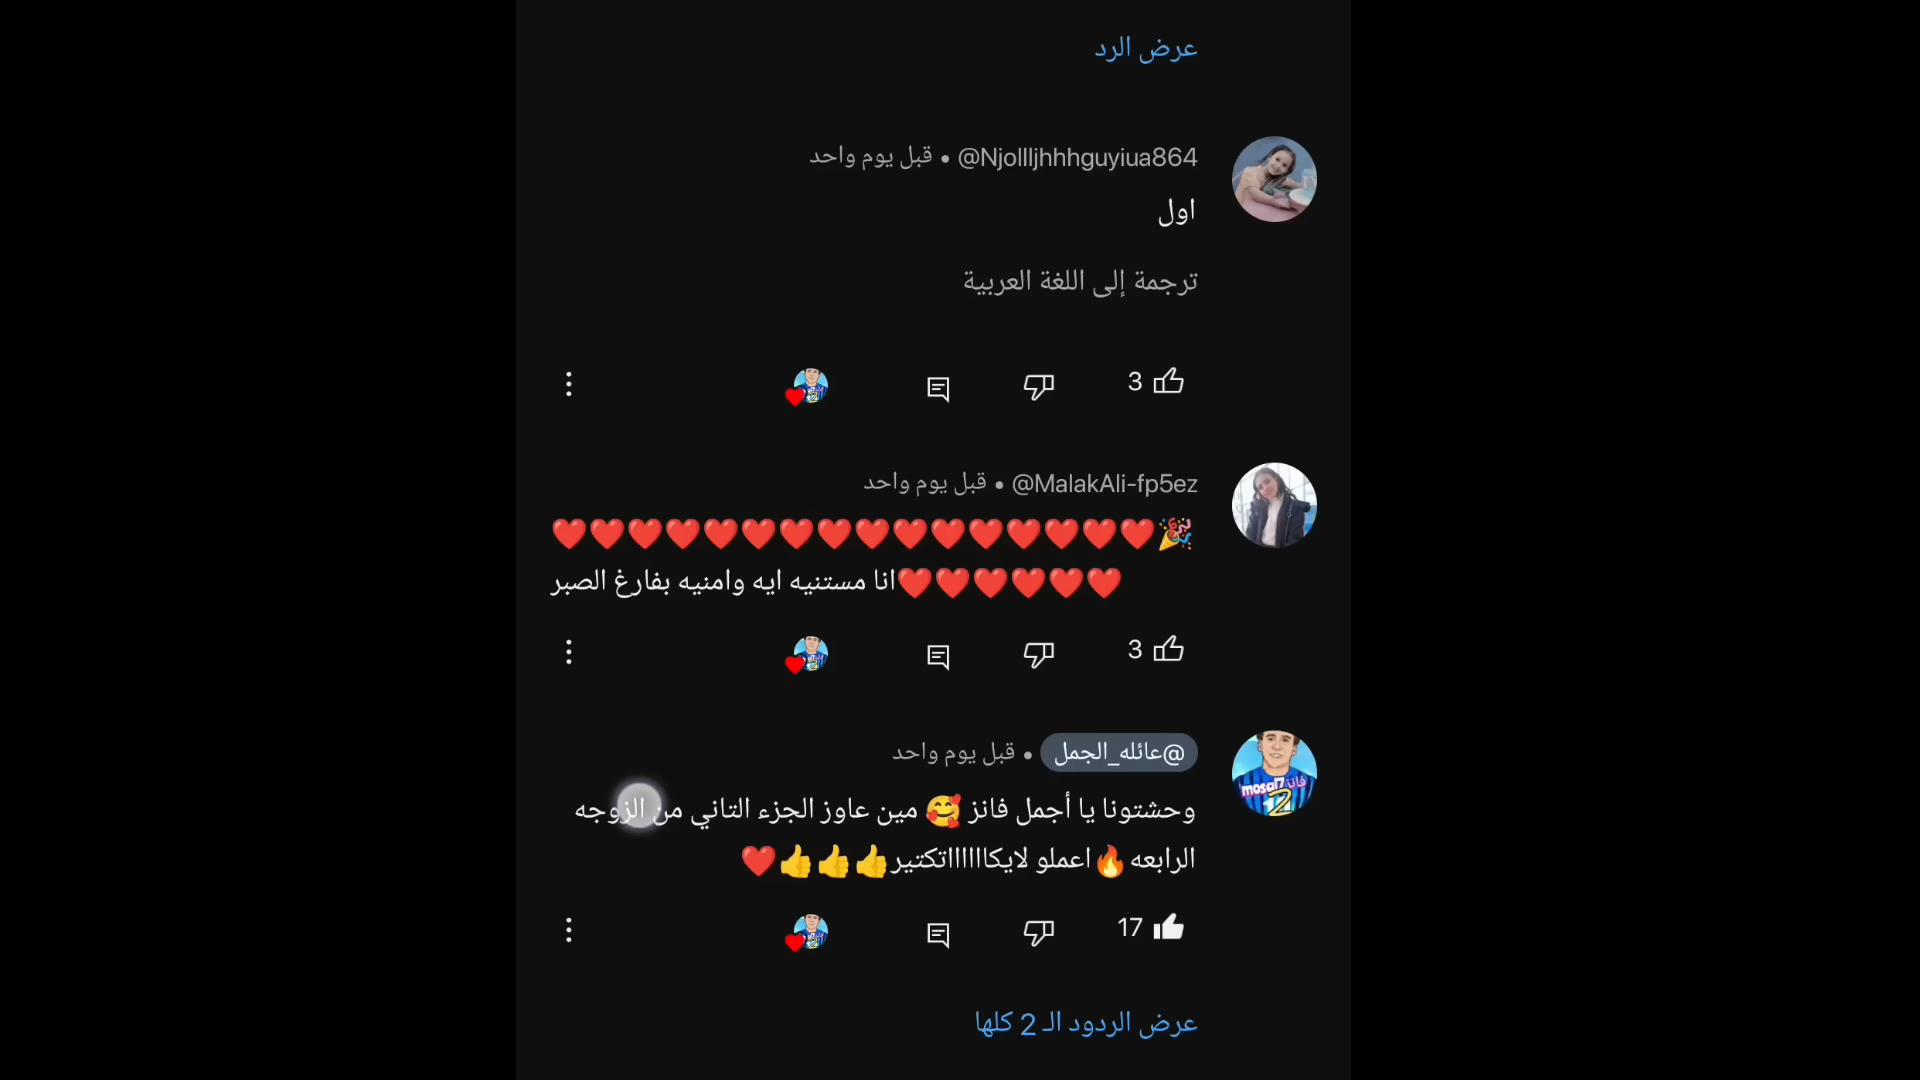 عرض الرد
@Njollljhhhguyiua864 • قبل يوم واحد
اول
ترجمة إلى اللغة العربية
3
@MalakAli-fp5ez • قبل يوم واحد
🎉❤️❤️❤️❤️❤️❤️❤️❤️❤️❤️❤️❤️❤️❤️❤️❤️
❤️❤️❤️❤️❤️❤️انا مستنيه ايه وامنيه بفارغ الصبر
3
@عائله_الجمل • قبل يوم واحد
وحشتونا يا أجمل فانز 🥰 مين عاوز الجزء التاني من الزوجه
الرابعه🔥اعملو لايكاااااااتكتير👍👍👍❤️
17
عرض الردود الـ 2 كلها